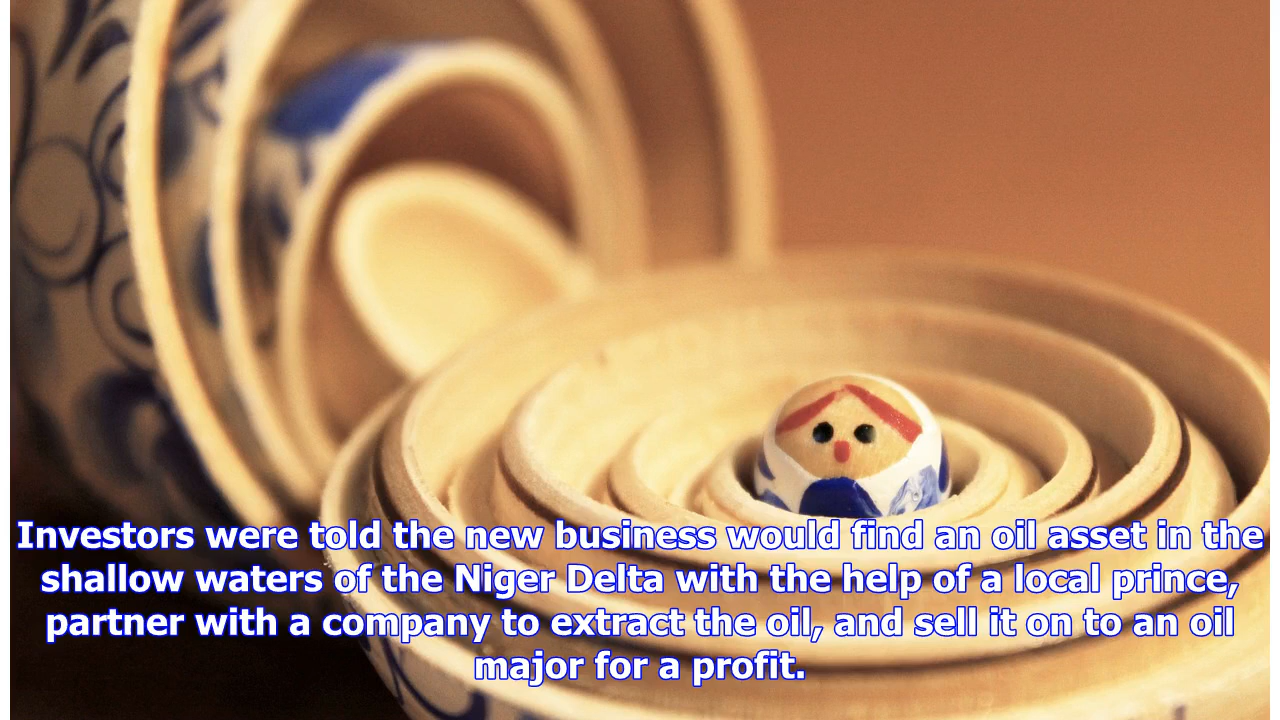 Investors were told the new business would find an oil asset in the
shallow waters of the Niger Delta with the help of a local prince,
partner with a company to extract the oil, and sell it on to an oil
major for a profit.